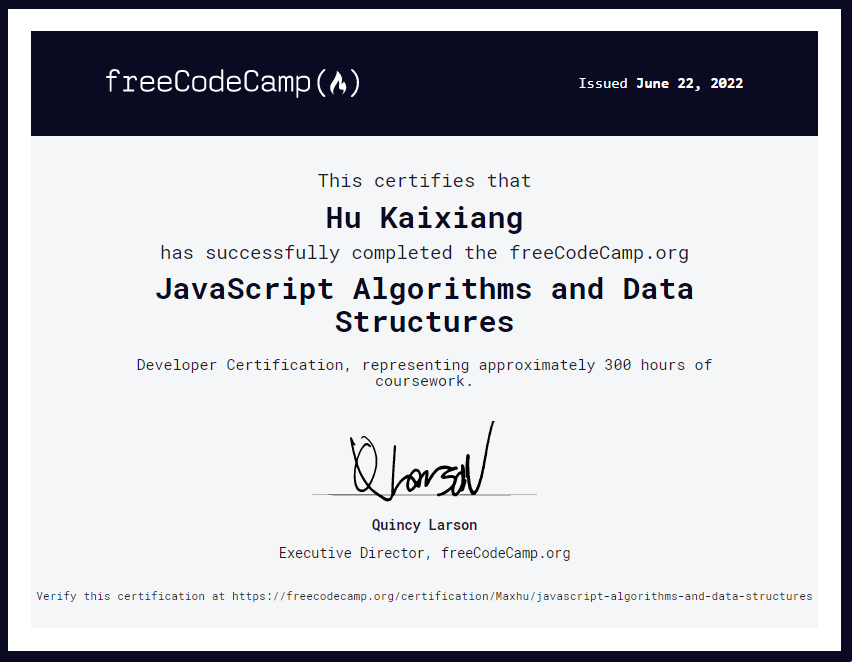 freeCodeCamp(🔥)
Issued June 22, 2022
This certifies that
Hu Kaixiang
has successfully completed the freeCodeCamp.org
JavaScript Algorithms and Data
Structures
Developer Certification, representing approximately 300 hours of
coursework.
Q Larson
Quincy Larson
Executive Director, freeCodeCamp.org
Verify this certification at https://freecodecamp.org/certification/Maxhu/javascript-algorithms-and-data-structures